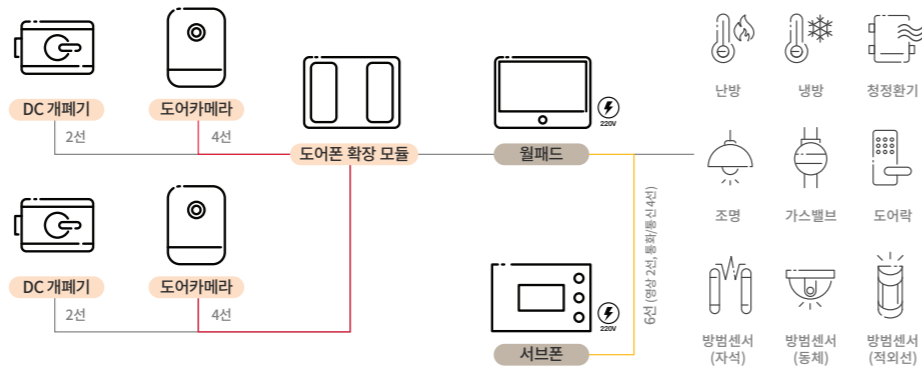 DC 개폐기
2선
도어카메라
4선
도어폰 확장 모듈
220V
월패드
난방
냉방
청정환기
조명
가스밸브
도어락
DC 개폐기
2선
도어카메라
4선
6선 (영상 2선, 통화/통신 4선)
220V
서브폰
방범센서
(자석)
방범센서
(동체)
방범센서
(적외선)